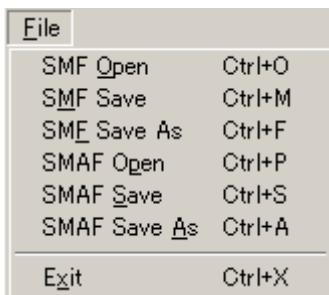 File
SMF Open Ctrl+O
SMF Save Ctrl+M
SMF Save As Ctrl+F
SMAF Open Ctrl+P
SMAF Save Ctrl+S
SMAF Save As Ctrl+A
Exit Ctrl+X